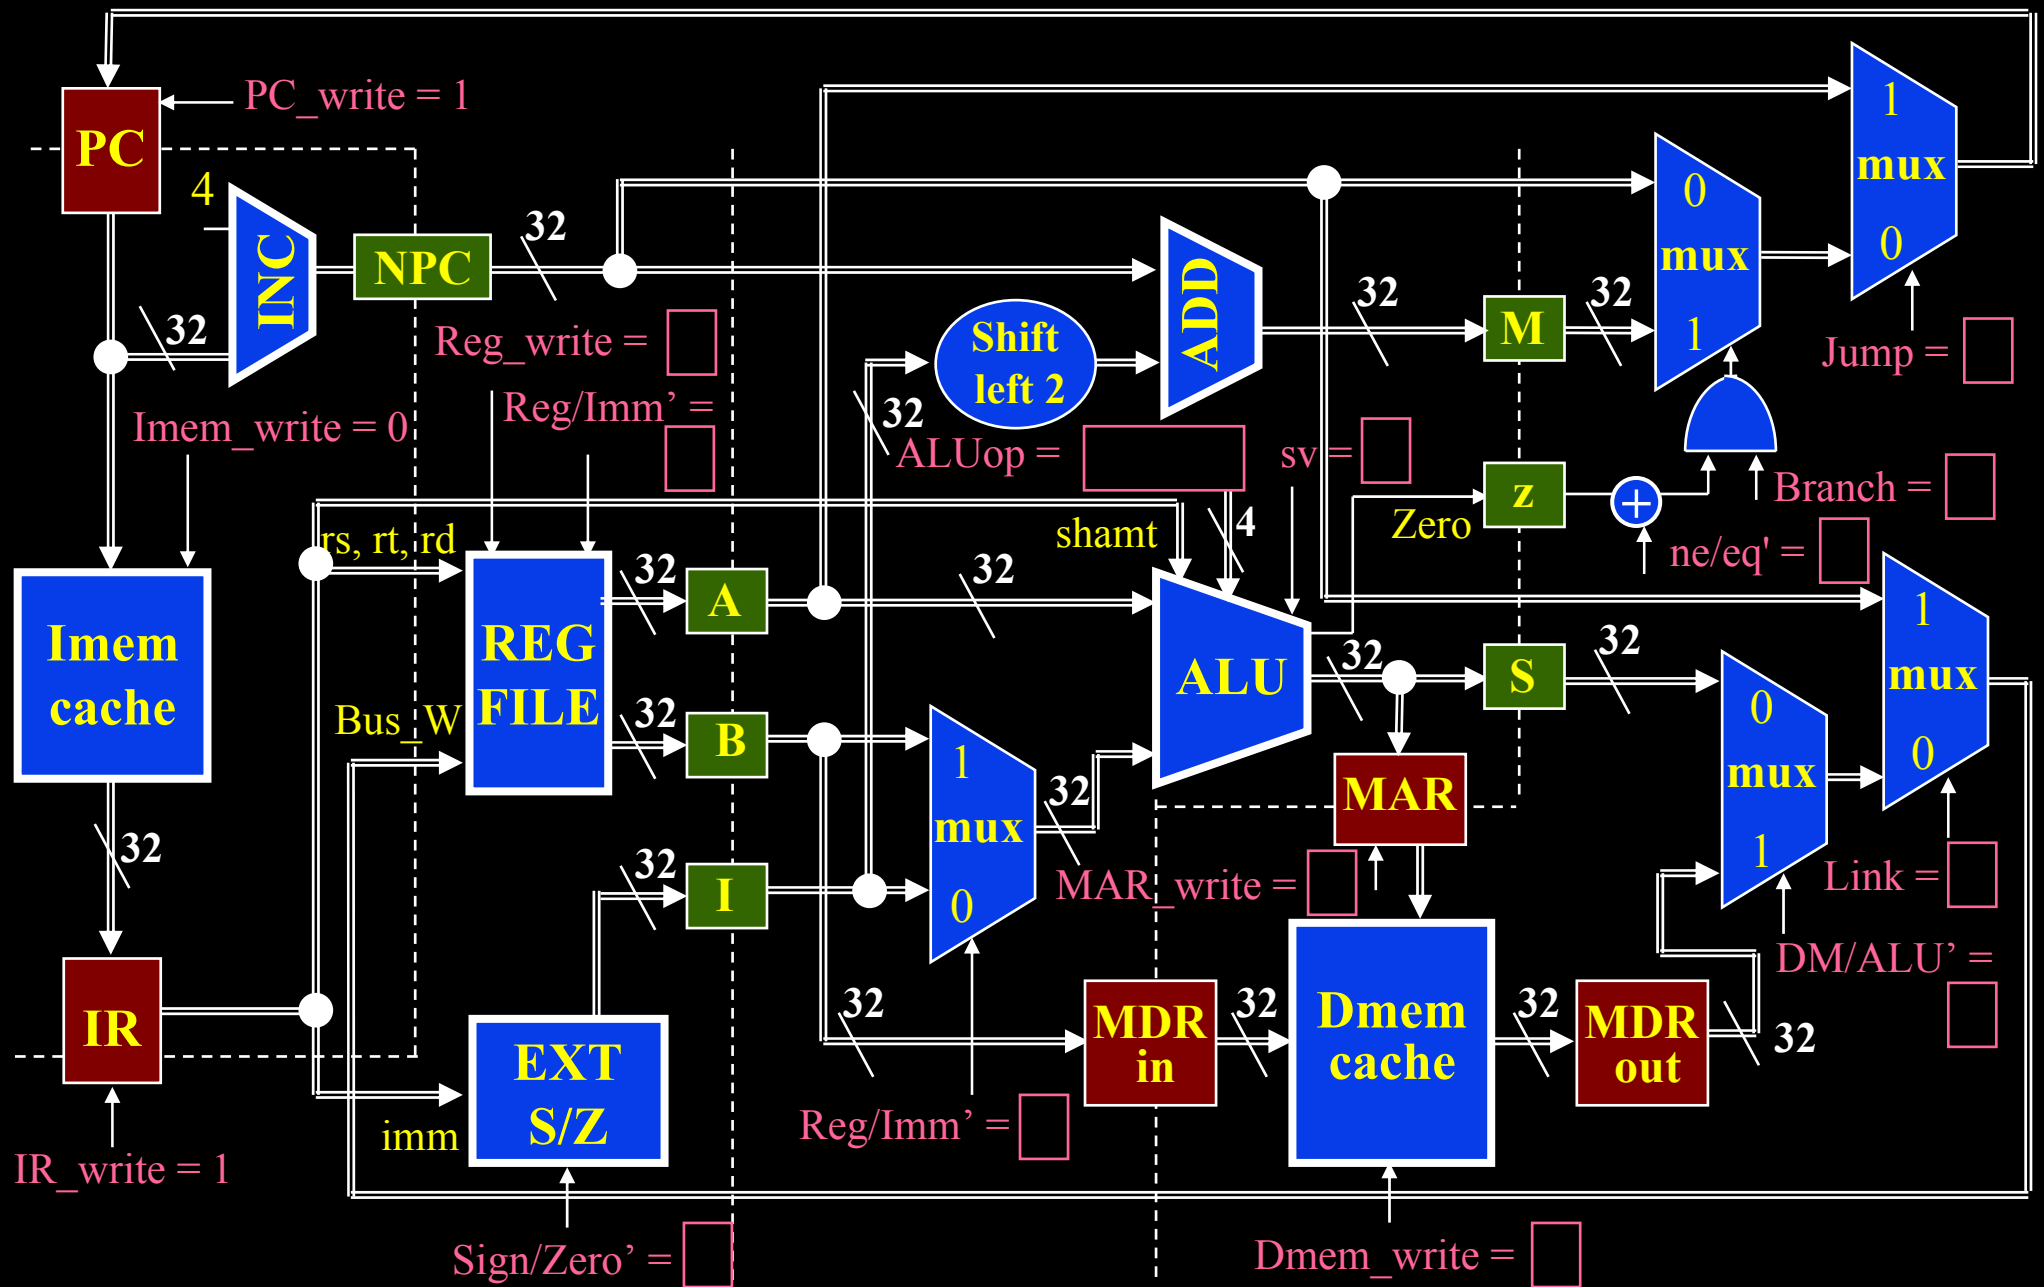 PC_write = 1
PC
4
INC
NPC
32
32
Reg_write =
Reg/Imm’ =
Imem_write = 0
Shift
left 2
ADD
32
ALUop =
sv =
32
M
32
0
mux
1
1
mux
0
Jump =
z
Zero
+
Branch =
ne/eq'
=
rs, rt, rd
shamt
4
Imem
cache
REG
FILE
Bus_W
32
A
32
32
B
32
I
1
mux
0
32
ALU
32
S
32
MAR
MAR_write =
0
mux
1
1
mux
0
Link =
DM/ALU’ =
32
IR
IR_write = 1
imm
EXT
S/Z
Sign/Zero’ =
Reg/Imm’ =
32
MDR
in
32
Dmem
cache
32
MDR
out
32
Dmem_write =